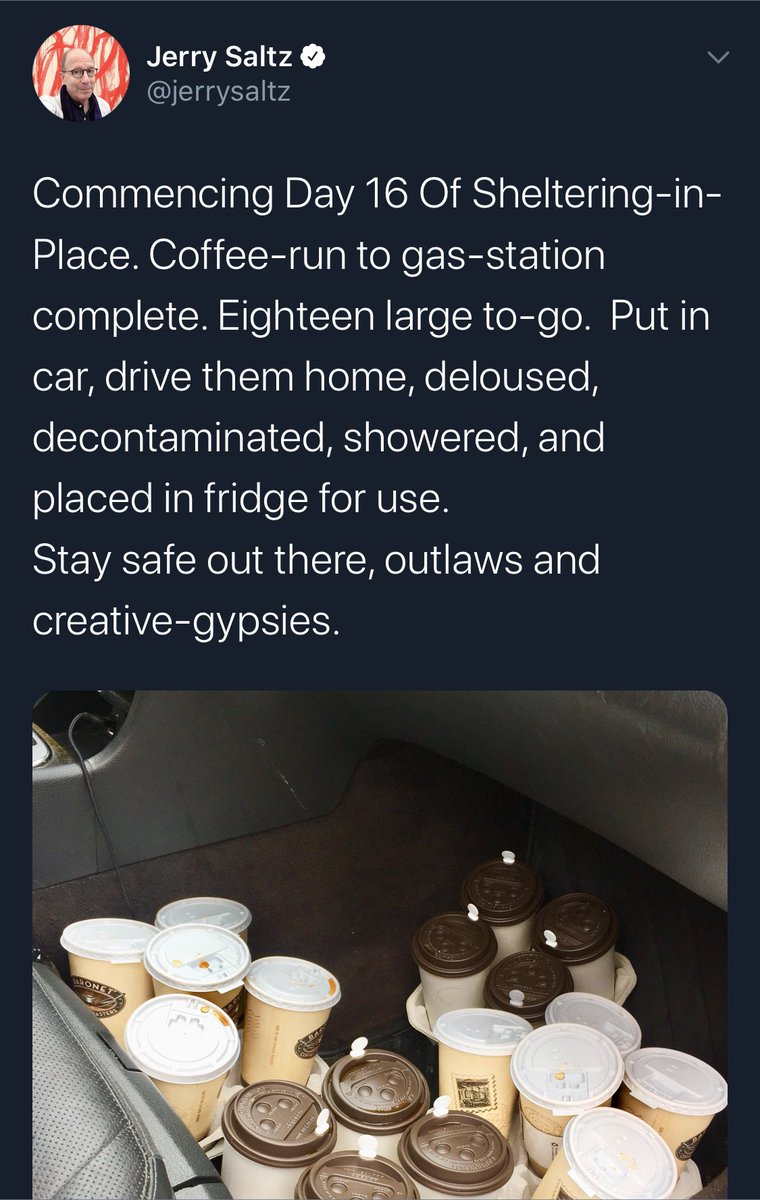 Jerry Saltz
@jerrysaltz
Commencing Day 16 Of Sheltering-in-
Place. Coffee-run to gas-station
complete. Eighteen large to-go.  Put in
car, drive them home, deloused,
decontaminated, showered, and
placed in fridge for use.
Stay safe out there, outlaws and
creative-gypsies.
BARONET